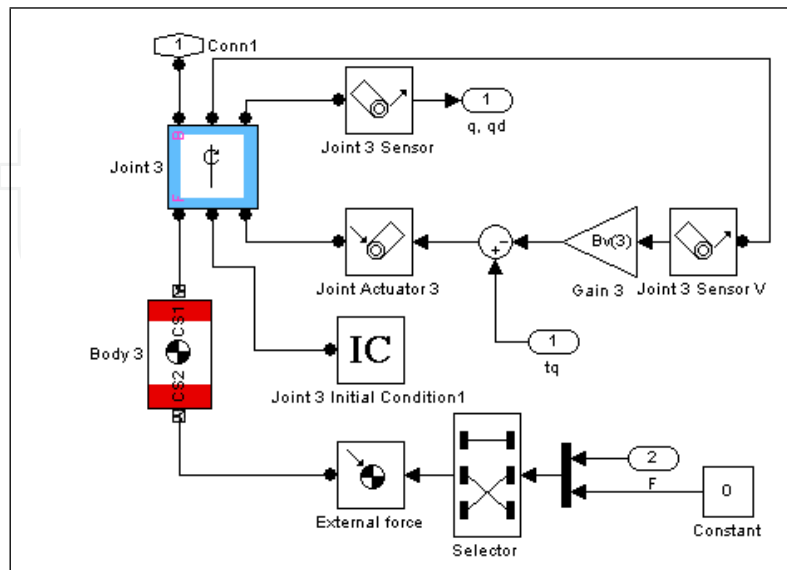 1
Conn1
B
Joint 3
F
Joint 3 Sensor
1
q, qd
Joint Actuator 3
-
+
Bv(3)
Gain 3
Joint 3 Sensor V
1
tq
CS1
Body 3
CS2
IC
Joint 3 Initial Condition1
External force
Selector
2
F
0
Constant